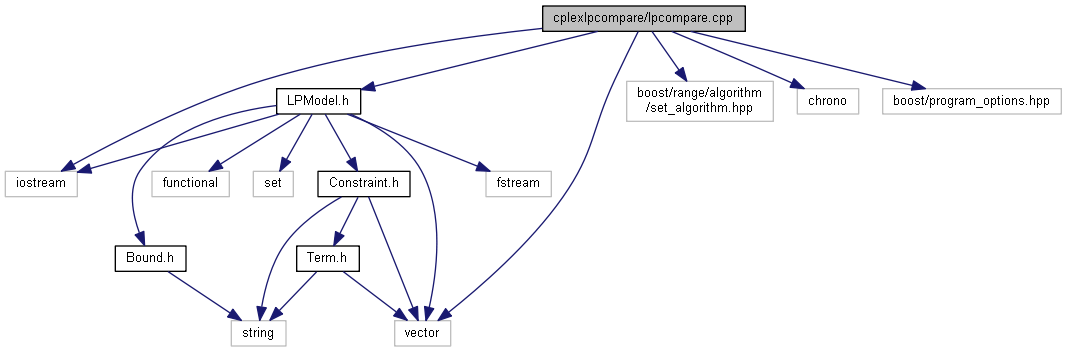 cplexlpcompare/lpcompare.cpp
LPModel.h
boost/range/algorithm
/set_algorithm.hpp
chrono
boost/program_options.hpp
iostream
functional
set
Constraint.h
fstream
Bound.h
Term.h
string
vector